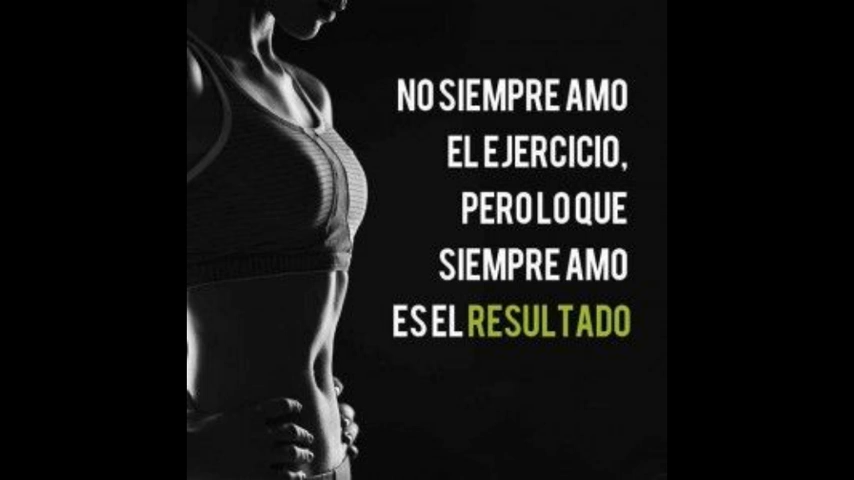 NO SIEMPRE AMO
EL EJERCICIO,
PERO LO QUE
SIEMPRE AMO
ES EL RESULTADO